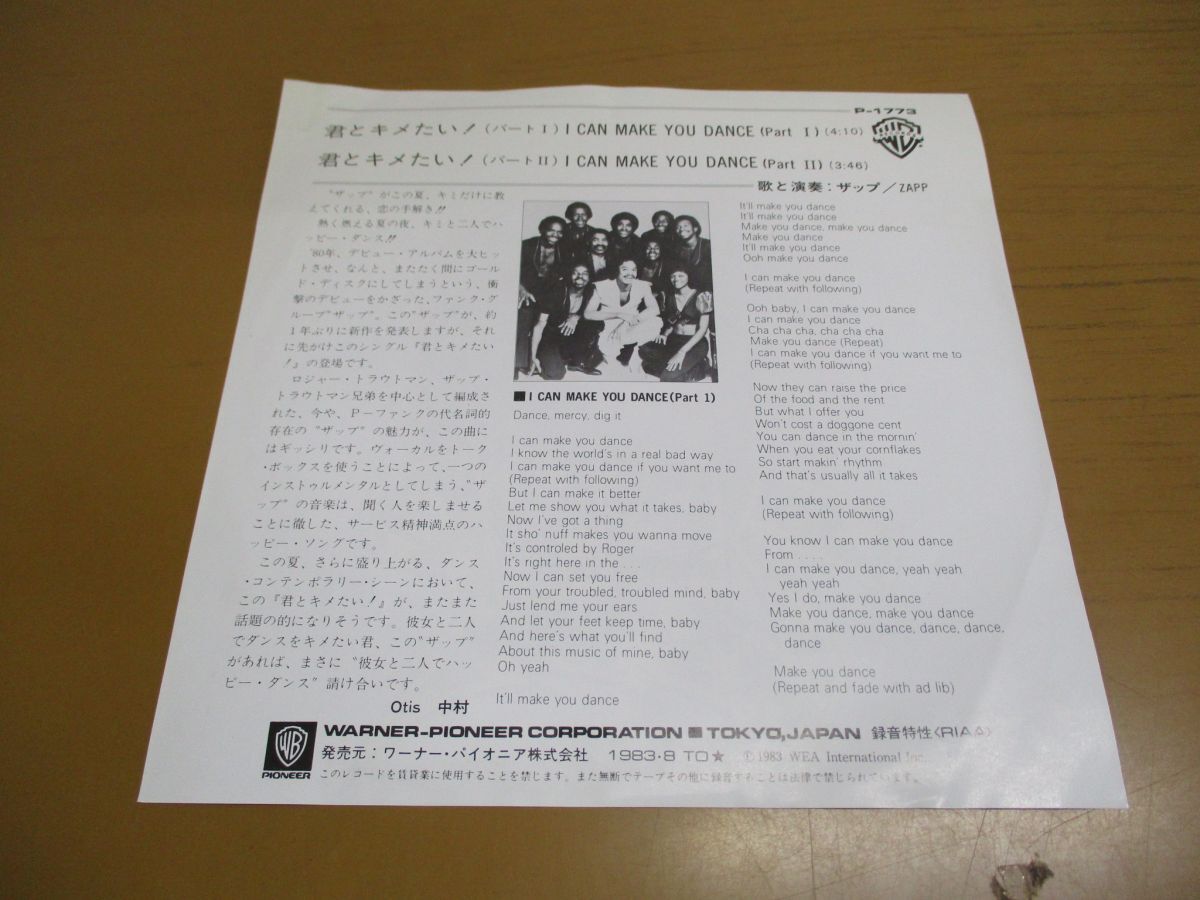 P-1773
君とキメたい！(パートI) I CAN MAKE YOU DANCE (Part I) (4:10)
君とキメたい！(パートII) I CAN MAKE YOU DANCE (Part II) (3:46)
歌と演奏：ザップ／ZAPP
"ザップ"がこの夏、キミだけに教
えてくれる、恋の手解き!!
熱く燃える夏の夜、キミと二人でハ
ッピー・ダンス!!
'80年、デビュー・アルバムを大ヒッ
トさせ、なんと、またたく間にゴール
ド・ディスクにしてしまうという、衝
撃のデビューをかざった、ファンク・グ
ループ"ザップ"。この"ザップ"が、約
1年ぶりに新作を発表しますが、それ
に先がけこのシングル『君とキメたい
！』の登場です。
ロジャー・トラウトマン、ザップ・
トラウトマン兄弟を中心として編成さ
れた、今や、P－ファンクの代名詞的
存在の"ザップ"の魅力が、この曲に
はギッシリです。ヴォーカルをトーク
・ボックスを使うことによって、一つの
インストゥルメンタルとしてしまう、"ザ
ップ"の音楽は、聞く人を楽しませる
ことに徹した、サービス精神満点のハ
ッピー・ソングです。
この夏、さらに盛り上がる、ダンス
・コンテンポラリー・シーンにおいて、
この『君とキメたい！』が、またまた
話題の的になりそうです。彼女と二人
でダンスをキメたい君、この"ザップ"
があれば、まさに"彼女と二人でハッ
ピー・ダンス"請け合いです。
Otis 中村
■I CAN MAKE YOU DANCE(Part 1)
Dance, mercy, dig it
I can make you dance
I know the world's in a real bad way
I can make you dance if you want me to
(Repeat with following)
But I can make it better
Let me show you what it takes, baby
Now I've got a thing
It sho' nuff makes you wanna move
It's controled by Roger
It's right here in the . . .
Now I can set you free
From your troubled, troubled mind, baby
Just lend me your ears
And let your feet keep time, baby
And here's what you'll find
About this music of mine, baby
Oh yeah
It'll make you dance
It'll make you dance
It'll make you dance
Make you dance, make you dance
Make you dance
It'll make you dance
Ooh make you dance
I can make you dance
(Repeat with following)
Ooh baby, I can make you dance
I can make you dance
Cha cha cha, cha cha cha
Make you dance (Repeat)
I can make you dance if you want me to
(Repeat with following)
Now they can raise the price
Of the food and the rent
But what I offer you
Won't cost a doggone cent
You can dance in the mornin'
When you eat your cornflakes
So start makin' rhythm
And that's usually all it takes
I can make you dance
(Repeat with following)
You know I can make you dance
From . . . .
I can make you dance, yeah yeah
yeah yeah
Yes I do, make you dance
Make you dance, make you dance
Gonna make you dance, dance, dance,
dance
Make you dance
(Repeat and fade with ad lib)
PIONEER
WARNER-PIONEER CORPORATION ■ TOKYO, JAPAN 録音特性〈RIAA〉
発売元：ワーナー・パイオニア株式会社 1983・8 TO★ Ⓟ1983 WEA International Inc.
このレコードを賃貸業に使用することを禁じます。また無断でテープその他に録音することは法律で禁じられています。